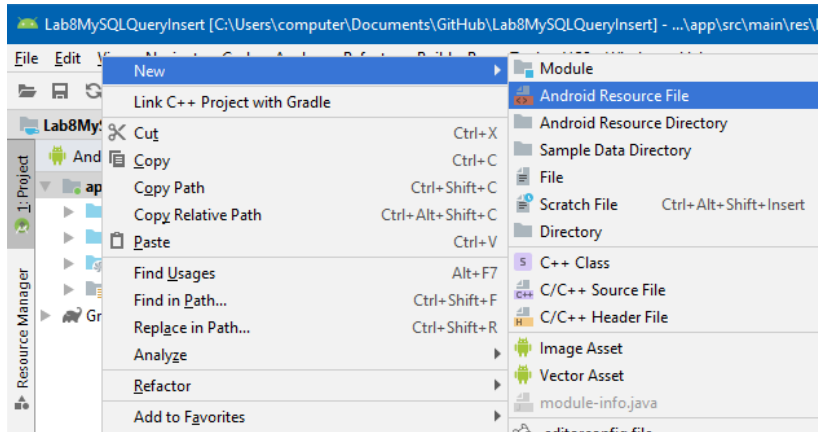 Lab8MySQLQueryInsert [C:\Users\computer\Documents\GitHub\Lab8MySQLQueryInsert] - ...\app\src\main\res\
File Edit
New
Link C++ Project with Gradle
Cut Ctrl+X
Copy Ctrl+C
Copy Path Ctrl+Shift+C
Copy Relative Path Ctrl+Alt+Shift+C
Paste Ctrl+V
Find Usages Alt+F7
Find in Path... Ctrl+Shift+F
Replace in Path... Ctrl+Shift+R
Analyze
Refactor
Add to Favorites
Module
Android Resource File
Android Resource Directory
Sample Data Directory
File
Scratch File Ctrl+Alt+Shift+Insert
Directory
S C++ Class
C++ C/C++ Source File
H C/C++ Header File
Image Asset
Vector Asset
module-info.java
.editorconfig file
Lab8My
And
ap
Gr
1: Project
Resource Manager